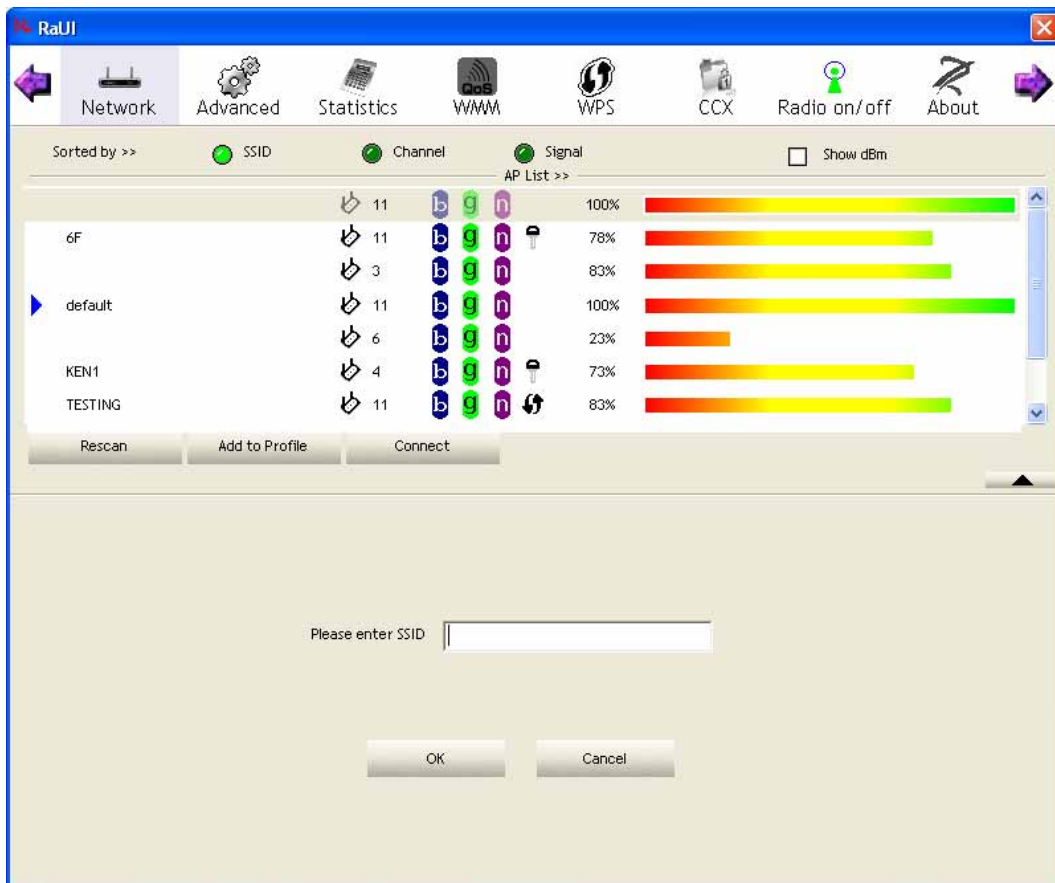 RaUI
Network Advanced Statistics QoS WMM WPS CCX Radio on/off About
Sorted by >> SSID Channel Signal Show dBm
AP List >>
11 b g n 100%
6F 11 b g n 78%
3 b g n 83%
default 11 b g n 100%
6 b g n 23%
KEN1 4 b g n 73%
TESTING 11 b g n 83%
Rescan Add to Profile Connect
Please enter SSID
OK Cancel